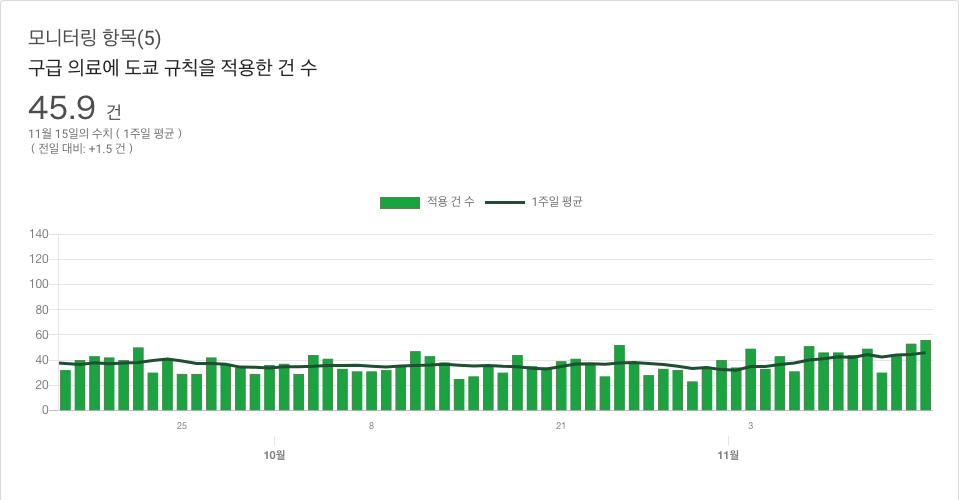 모니터링 항목(5)
구급 의료에 도쿄 규칙을 적용한 건 수
45.9 건
11월 15일의 수치 ( 1주일 평균 )
( 전일 대비: +1.5 건 )
적용 건 수 1주일 평균
140
120
100
80
60
40
20
0
25 8 21 3
10월 11월